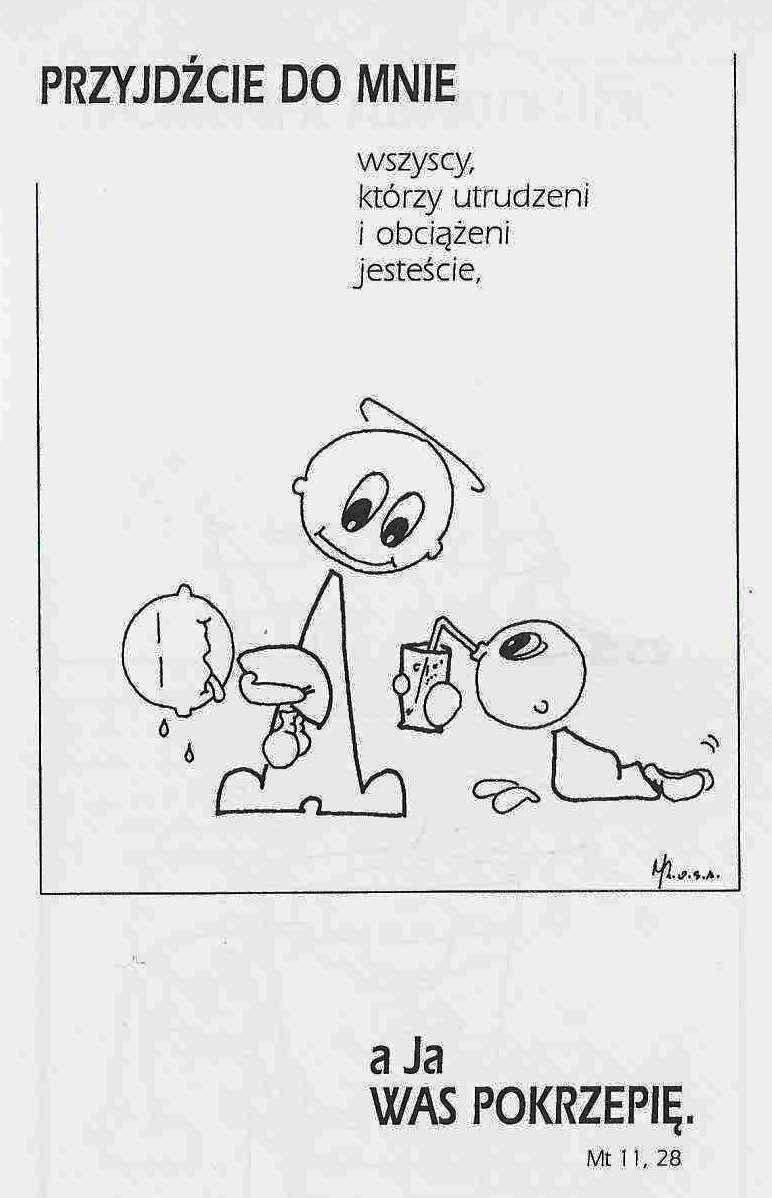 PRZYJDŹCIE DO MNIE
wszyscy,
którzy utrudzeni
i obciążeni
jesteście,
a Ja
WAS POKRZEPIĘ.
Mt 11, 28